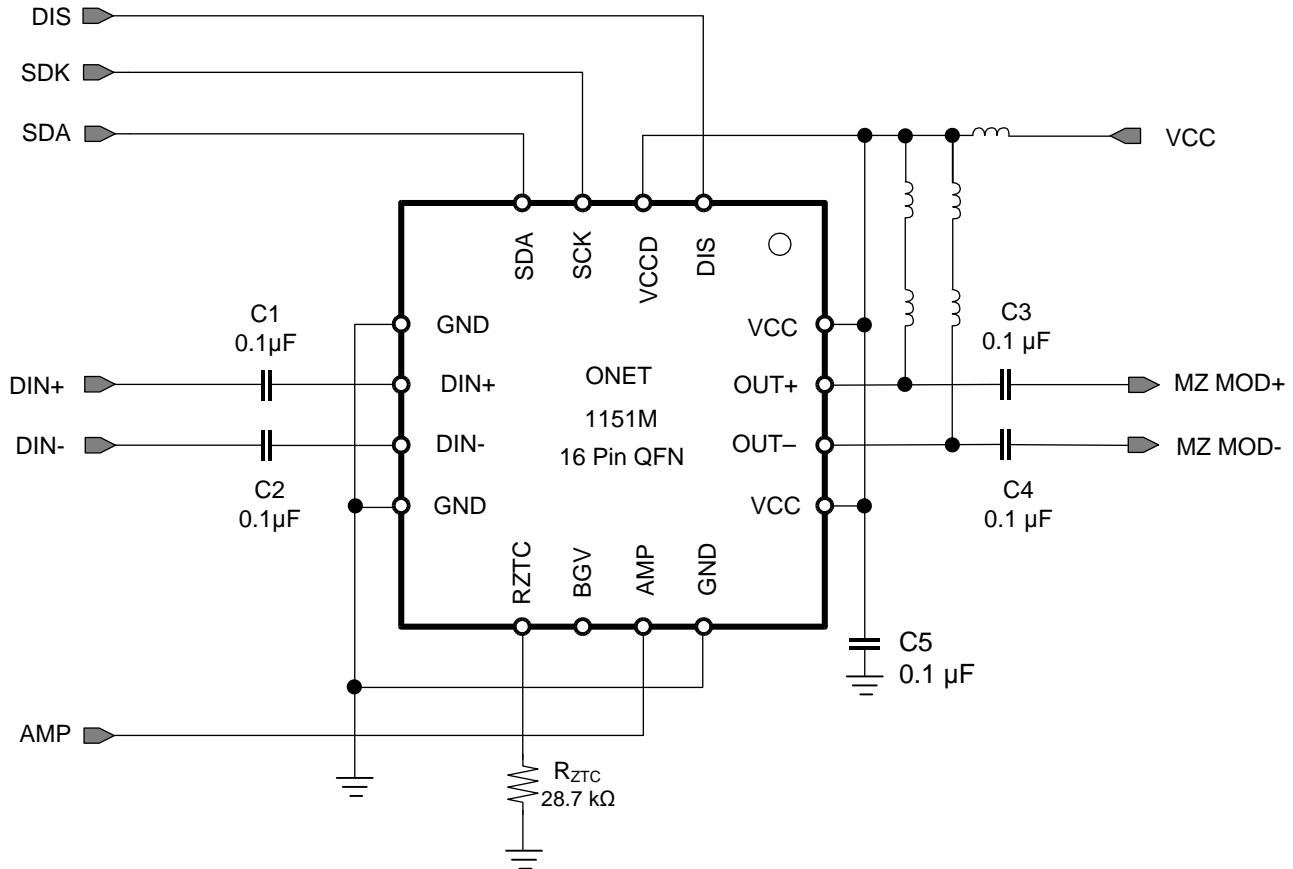 DIS
SDK
SDA
VCC
SDA
SCK
VCCD
DIS
C1
0.1µF
GND
VCC
C3
0.1 µF
DIN+
DIN+
ONET
OUT+
MZ MOD+
1151M
DIN-
DIN-
16 Pin QFN
OUT–
MZ MOD-
C2
0.1µF
GND
VCC
C4
0.1 µF
RZTC
BGV
AMP
GND
C5
0.1 µF
AMP
RZTC
28.7 kΩ